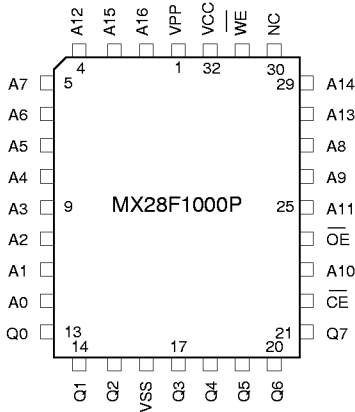 A12 A15 A16 VPP VCC WE NC
4 1 32 30
A7 5 29 A14
A6 A13
A5 A8
A4 A9
A3 9 MX28F1000P 25 A11
A2 OE
A1 A10
A0 CE
Q0 13 21 Q7
14 17 20
Q1 Q2 VSS Q3 Q4 Q5 Q6